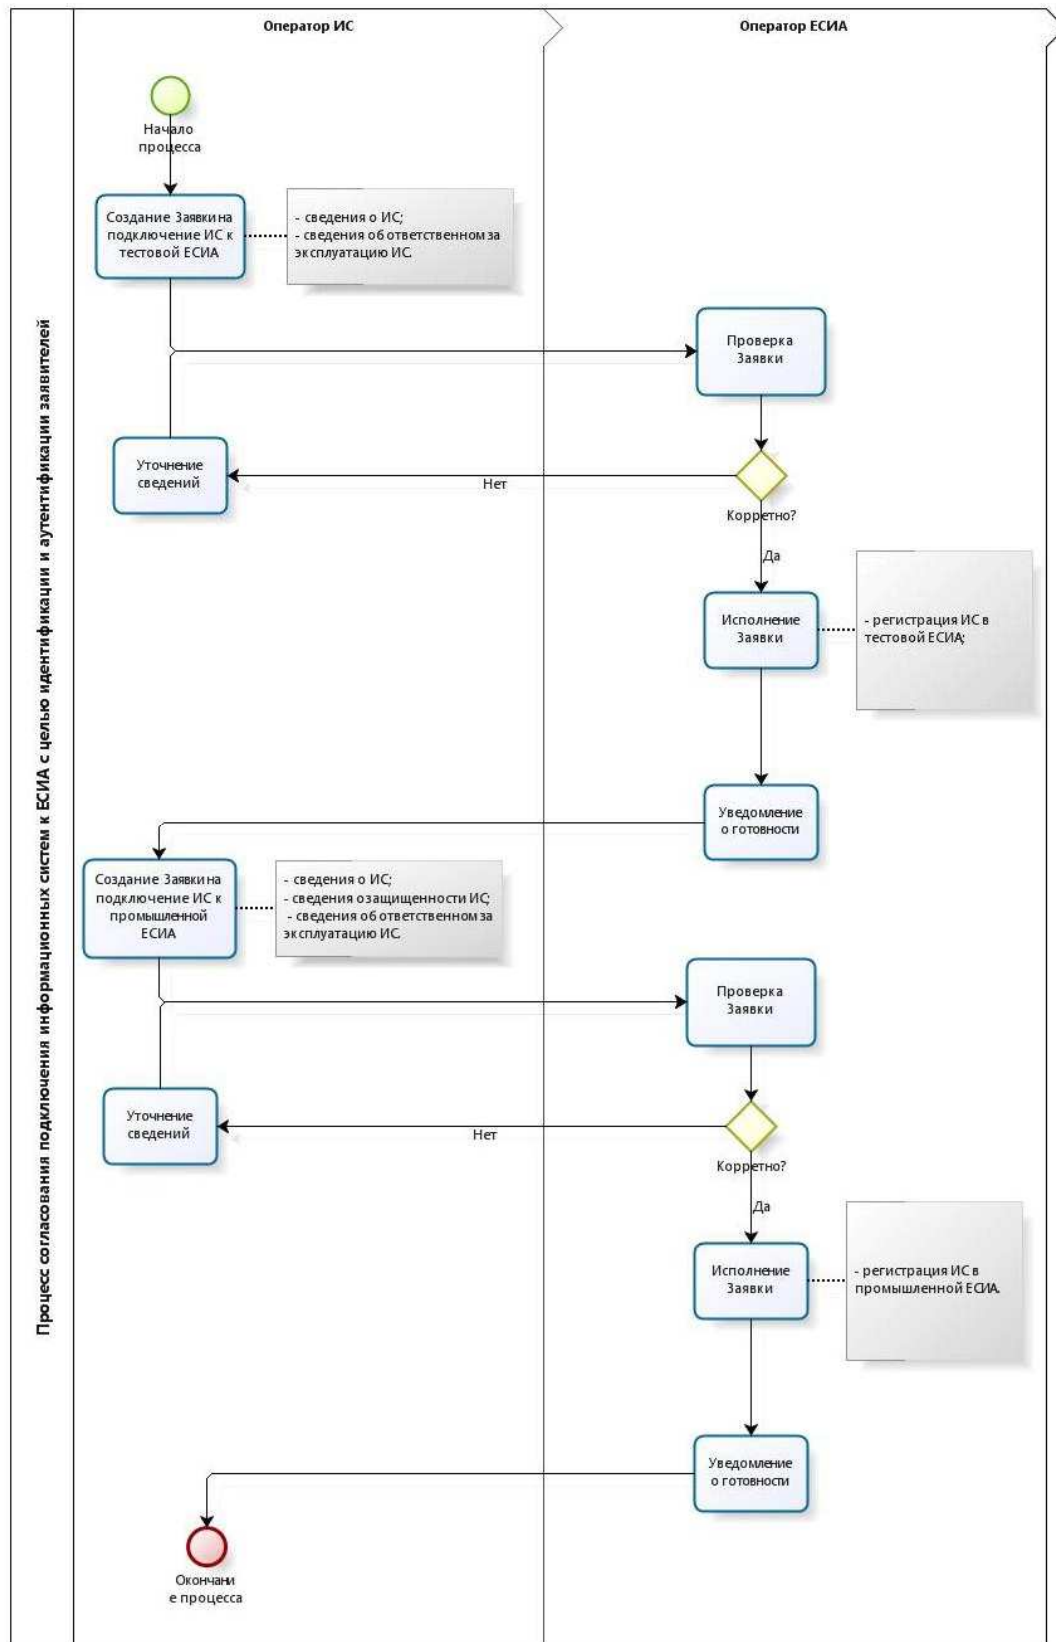 Процесс согласования подключения информационных систем к ЕСИА с целью идентификации и аутентификации заявителей
Оператор ИС
Оператор ЕСИА
Начало
процесса
Создание Заявки на
подключение ИС к
тестовой ЕСИА
- сведения о ИС;
- сведения об ответственном за
эксплуатацию ИС.
Проверка
Заявки
Уточнение
сведений
Нет
Корретно?
Да
Исполнение
Заявки
- регистрация ИС в
тестовой ЕСИА;
Уведомление
о готовности
Создание Заявки на
подключение ИС к
промышленной
ЕСИА
- сведения о ИС;
- сведения о защищенности ИС;
- сведения об ответственном за
эксплуатацию ИС.
Проверка
Заявки
Уточнение
сведений
Нет
Корретно?
Да
Исполнение
Заявки
- регистрация ИС в
промышленной ЕСИА.
Уведомление
о готовности
Окончани
е процесса